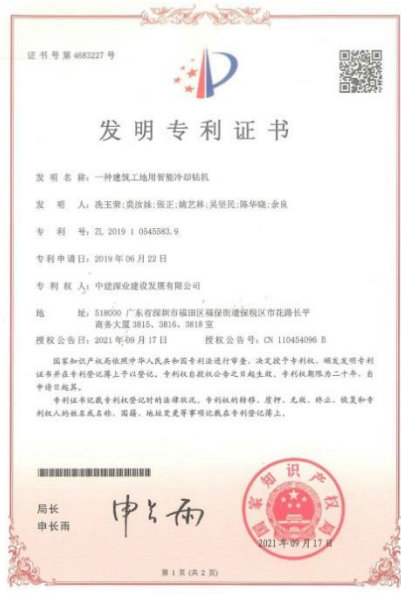 证书号第4683227号
发明专利证书
发 明 名 称：一种建筑工地用智能冷却钻机
发 明 人：冼玉荣;莫汝妹;张正;姚艺林;吴坚民;陈华晓;余良
专 利 号：ZL 2019 1 0545583.9
专利申请日：2019年06月22日
专 利 权 人：中建深业建设发展有限公司
地 址：518000 广东省深圳市福田区福保街道保税区市花路长平
商务大厦 3815、3816、3818 室
授权公告日：2021年09月17日 授权公告号：CN 110454096 B
国家知识产权局依照中华人民共和国专利法进行审查，决定授予专利权，颁发发明专利
证书并在专利登记簿上予以登记。专利权自授权公告之日起生效。专利权期限为二十年，自
申请日起算。
专利证书记载专利权登记时的法律状况。专利权的转移、质押、无效、终止、恢复和专
利权人的姓名或名称、国籍、地址变更等事项记载在专利登记簿上。
局长
申长雨
申长雨
国家知识产权局
2021年09月17日
第 1 页 (共 2 页)